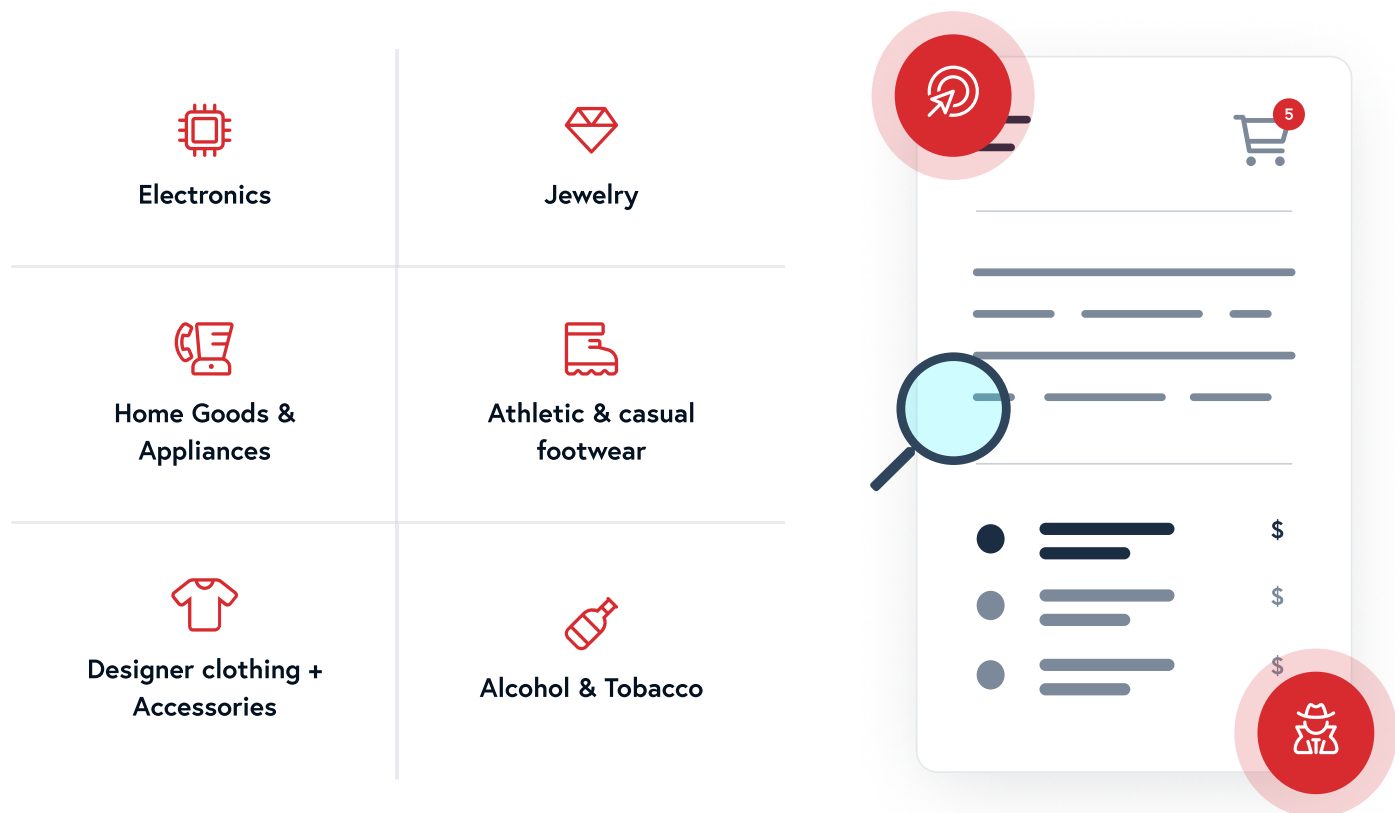 Electronics
Jewelry
Home Goods &
Appliances
Athletic & casual
footwear
Designer clothing +
Accessories
Alcohol & Tobacco
5
$
$
$